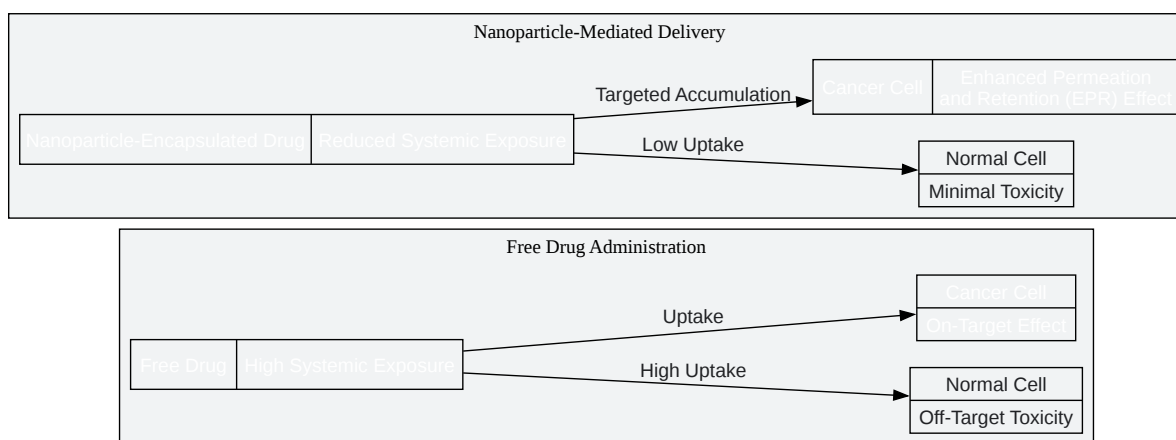 Nanoparticle-Mediated Delivery
Nanoparticle-Encapsulated Drug
Reduced Systemic Exposure
Targeted Accumulation
Cancer Cell
Enhanced Permeation
and Retention (EPR) Effect
Low Uptake
Normal Cell
Minimal Toxicity
Free Drug Administration
Free Drug
High Systemic Exposure
Uptake
Cancer Cell
On-Target Effect
High Uptake
Normal Cell
Off-Target Toxicity